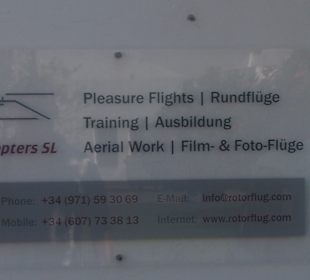 Pleasure Flights | Rundflüge
Training | Ausbildung
pters SL Aerial Work | Film- & Foto-Flüge
Phone: +34 (971) 59 30 69 E-Mail: Info@rotorflug.com
Mobile: +34 (607) 73 38 13 Internet: www.rotorflug.com